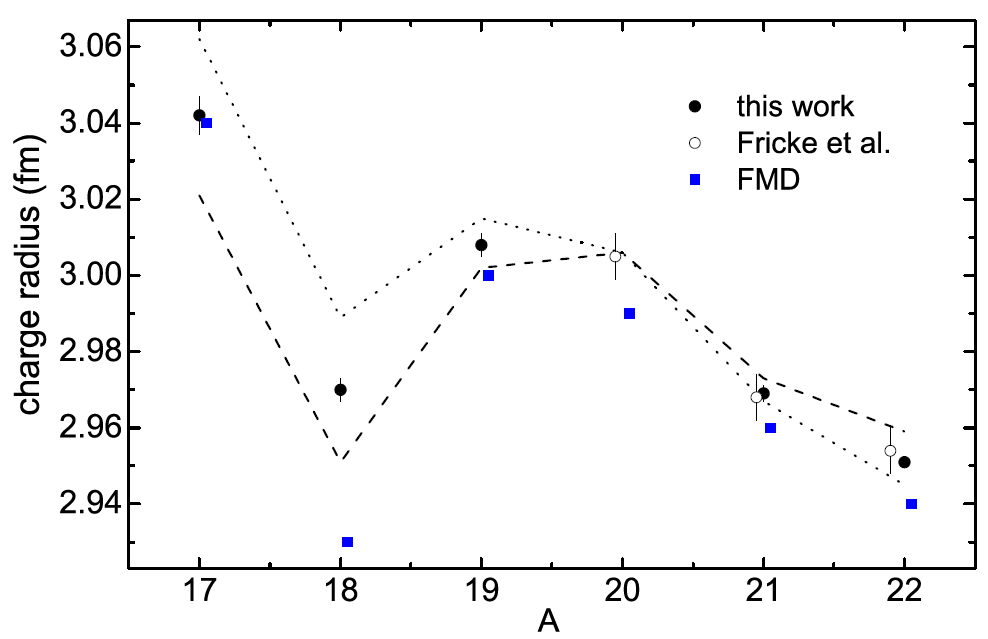 charge radius (fm)
3.06
3.04
3.02
3.00
2.98
2.96
2.94
this work
Fricke et al.
FMD
17 18 19 20 21 22
A